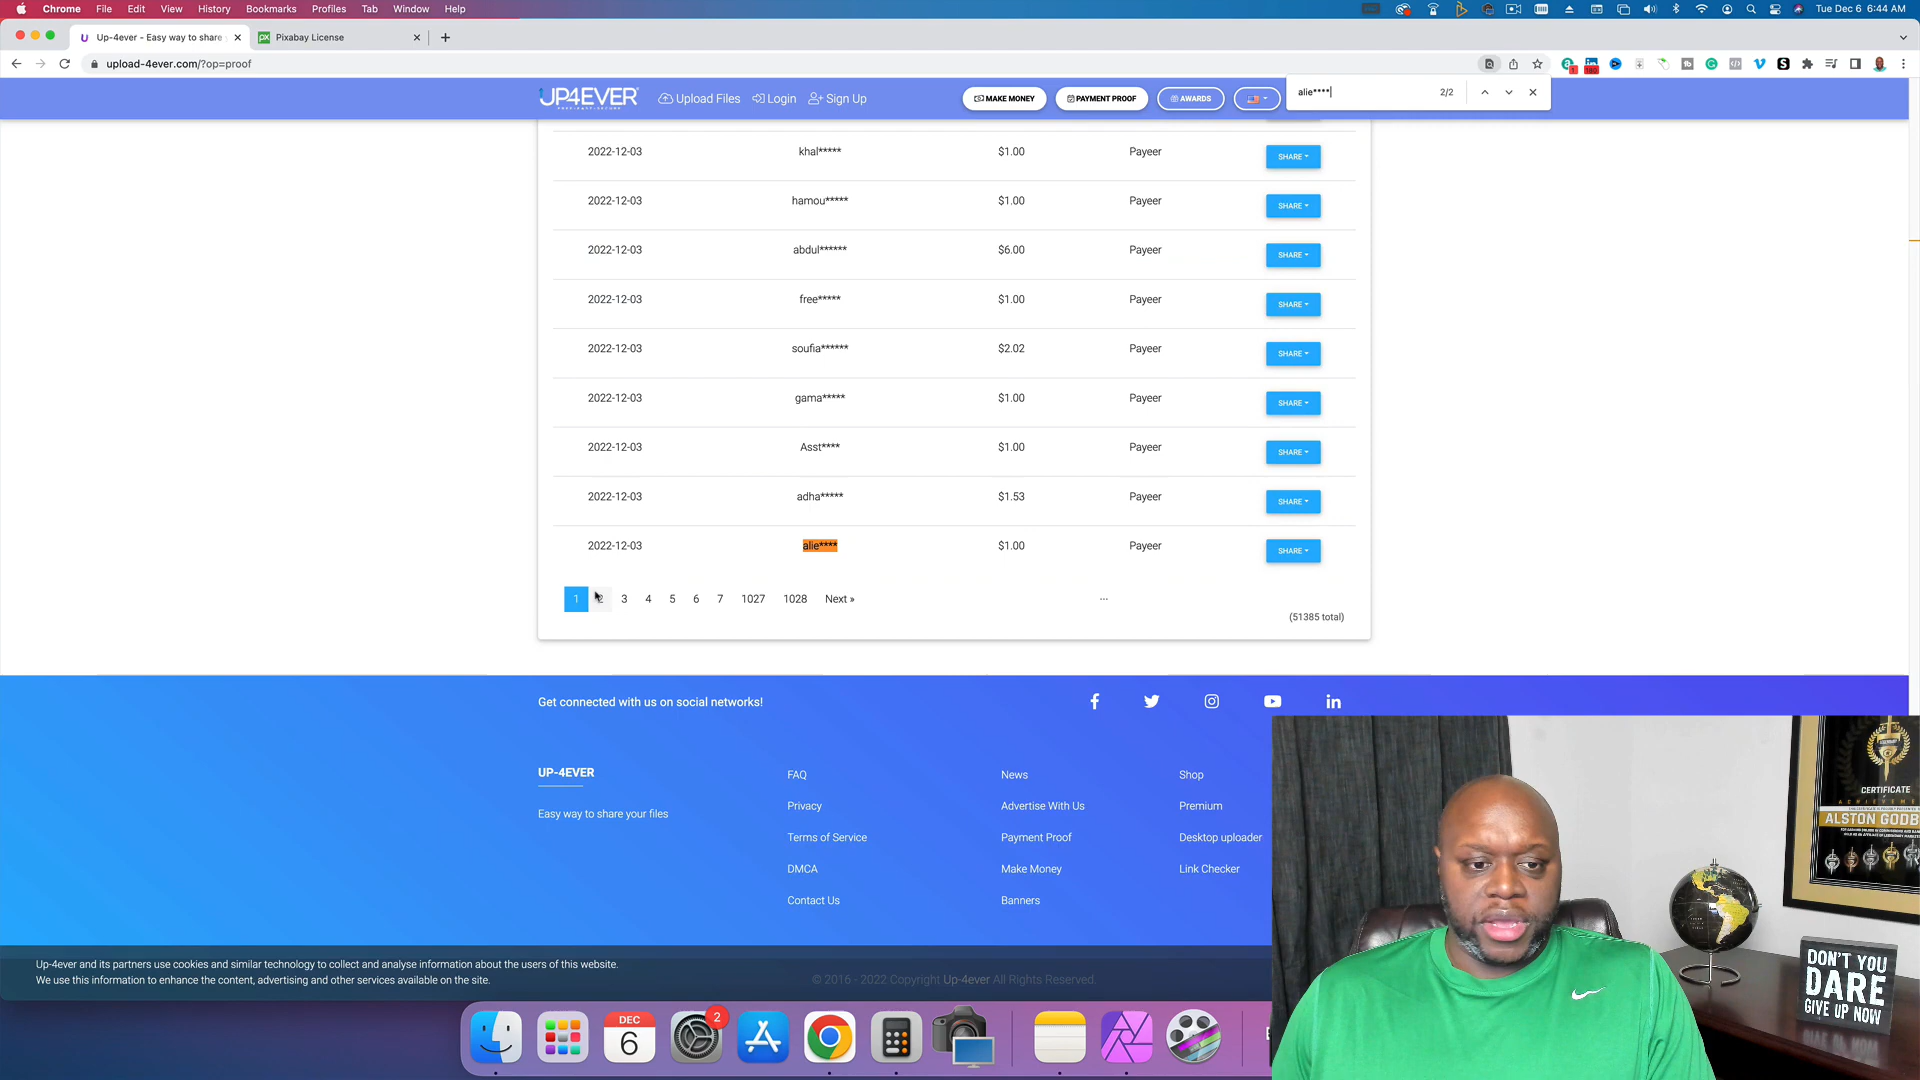 Chrome File Edit View History Bookmarks Profiles Tab Window Help Tue Dec 6 6:44 AM
Up-4ever - Easy way to share Pixabay License
upload-4ever.com/?op=proof
UP4EVER Upload Files Login Sign Up MAKE MONEY PAYMENT PROOF AWARDS alie**** 2/2
2022-12-03 khal***** $1.00 Payeer SHARE
2022-12-03 hamou***** $1.00 Payeer SHARE
2022-12-03 abdul****** $6.00 Payeer SHARE
2022-12-03 free***** $1.00 Payeer SHARE
2022-12-03 soufia****** $2.02 Payeer SHARE
2022-12-03 gama***** $1.00 Payeer SHARE
2022-12-03 Asst**** $1.00 Payeer SHARE
2022-12-03 adha***** $1.53 Payeer SHARE
2022-12-03 alie**** $1.00 Payeer SHARE
1 2 3 4 5 6 7 1027 1028 Next » ...
(51385 total)
Get connected with us on social networks!
UP-4EVER
Easy way to share your files
FAQ
Privacy
Terms of Service
DMCA
Contact Us
News
Advertise With Us
Payment Proof
Make Money
Banners
Shop
Premium
Desktop uploader
Link Checker
Up-4ever and its partners use cookies and similar technology to collect and analyse information about the users of this website.
We use this information to enhance the content, advertising and other services available on the site.
© 2016 - 2022 Copyright Up-4ever All Rights Reserved.
DEC
6
2
CERTIFICATE
ALSTON GODB
DON'T YOU
DARE
GIVE UP NOW